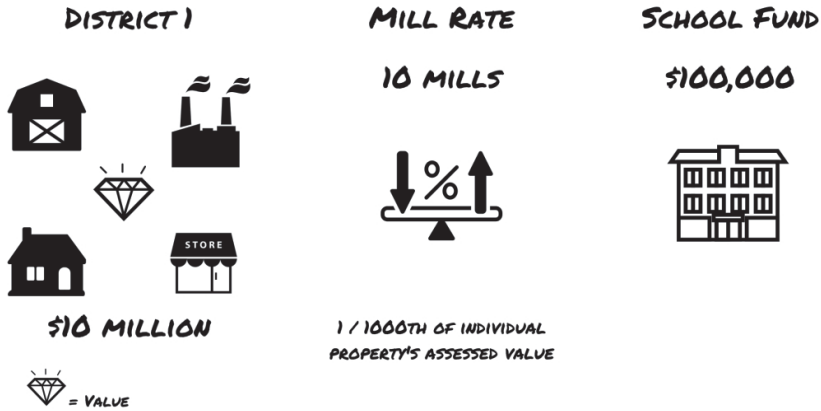 DISTRICT 1
MILL RATE
SCHOOL FUND
10 MILLS
$100,000
%
STORE
$10 MILLION
1 / 1000TH OF INDIVIDUAL
PROPERTY'S ASSESSED VALUE
= VALUE